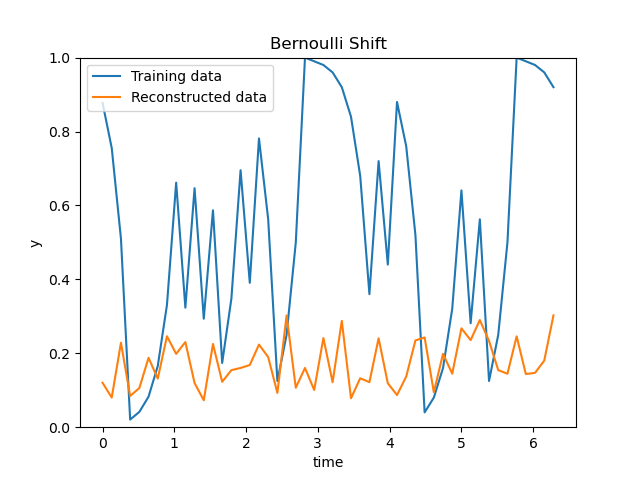 Bernoulli Shift
Training data
Reconstructed data
1.0
0.8
0.6
0.4
0.2
0.0
y
0 1 2 3 4 5 6
time